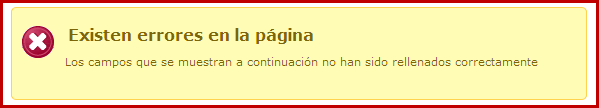 Existen errores en la página
Los campos que se muestran a continuación no han sido rellenados correctamente